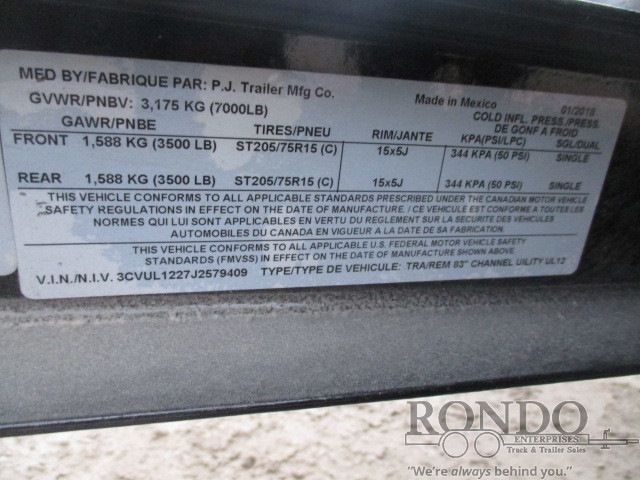 MFD BY/FABRIQUE PAR: P.J. Trailer Mfg Co.
GVWR/PNBV: 3,175 KG (7000LB)
Made in Mexico
01/2018
GAWR/PNBE TIRES/PNEU RIM/JANTE COLD INFL. PRESS./PRESS. DE GONF A FROID KPA(PSI/LPC) SGL/DUAL
FRONT 1,588 KG (3500 LB) ST205/75R15 (C) 15x5J 344 KPA (50 PSI) SINGLE
REAR 1,588 KG (3500 LB) ST205/75R15 (C) 15x5J 344 KPA (50 PSI) SINGLE
THIS VEHICLE CONFORMS TO ALL APPLICABLE STANDARDS PRESCRIBED UNDER THE CANADIAN MOTOR VEHICLE
SAFETY REGULATIONS IN EFFECT ON THE DATE OF MANUFACTURE / CE VEHICULE EST CONFORME A TOUTES LES
NORMES QUI LUI SONT APPLICABLES EN VERTU DU REGLEMENT SUR LA SECURITE DES VEHICULES
AUTOMOBILES DU CANADA EN VIGUEUR A LA DATE DE SA FABRICATION.
THIS VEHICLE CONFORMS TO ALL APPLICABLE U.S. FEDERAL MOTOR VEHICLE SAFETY
STANDARDS (FMVSS) IN EFFECT ON THE DATE OF MANUFACTURE SHOWN ABOVE.
V.I.N./N.I.V. 3CVUL1227J2579409 TYPE/TYPE DE VEHICULE: TRA/REM 83" CHANNEL UILITY UL12
RONDO
ENTERPRISES
Truck & Trailer Sales
"We're always behind you."